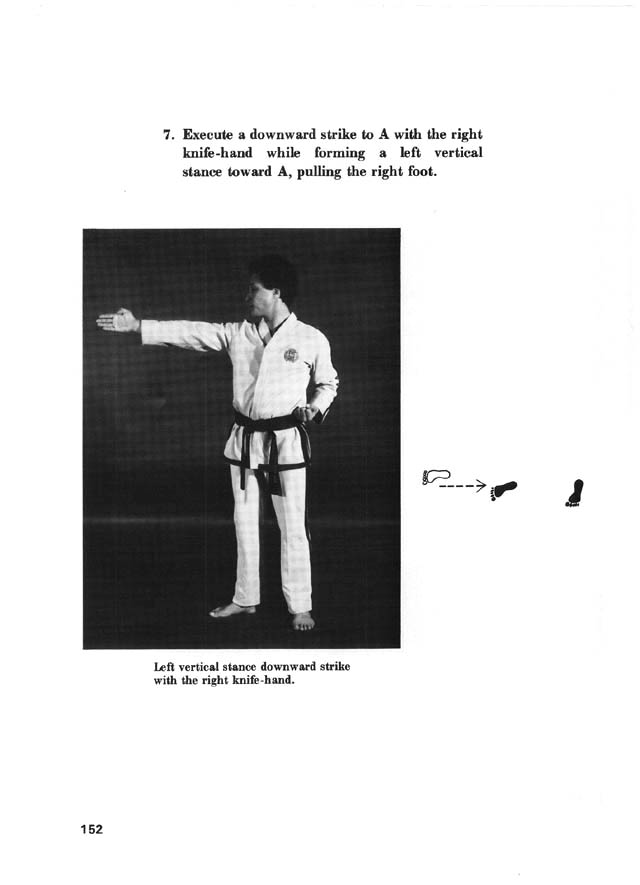 7. Execute a downward strike to A with the right
knife-hand while forming a left vertical
stance toward A, pulling the right foot.
Left vertical stance downward strike
with the right knife-hand.
152